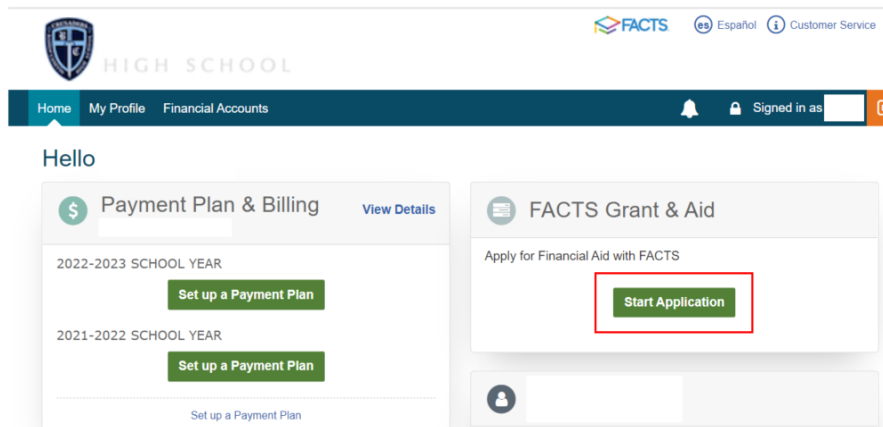 FACTS
es Español
i Customer Service
CRUSADERS
HIGH SCHOOL
Home My Profile Financial Accounts
Signed in as
Hello
$ Payment Plan & Billing View Details
2022-2023 SCHOOL YEAR
Set up a Payment Plan
2021-2022 SCHOOL YEAR
Set up a Payment Plan
Set up a Payment Plan
FACTS Grant & Aid
Apply for Financial Aid with FACTS
Start Application